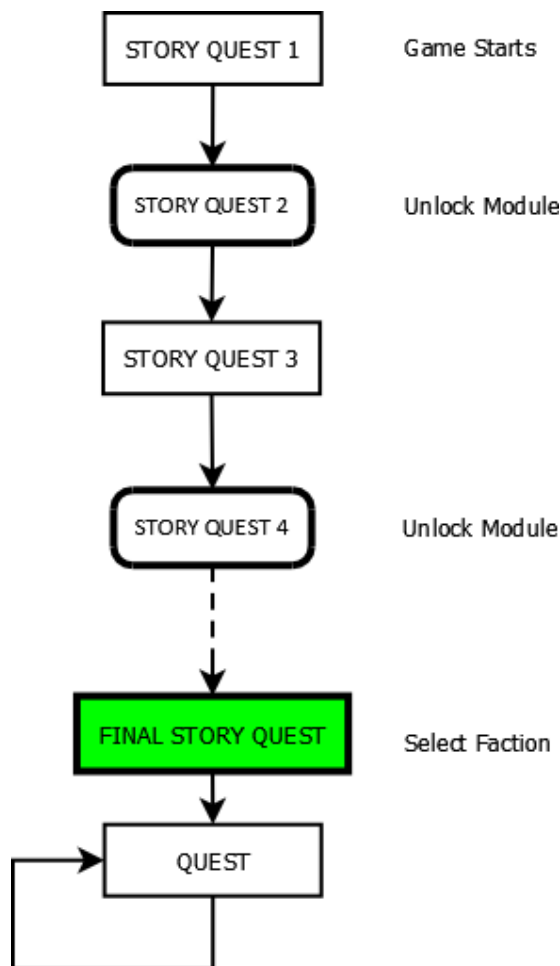 STORY QUEST 1
Game Starts
STORY QUEST 2
Unlock Module
STORY QUEST 3
STORY QUEST 4
Unlock Module
FINAL STORY QUEST
Select Faction
QUEST